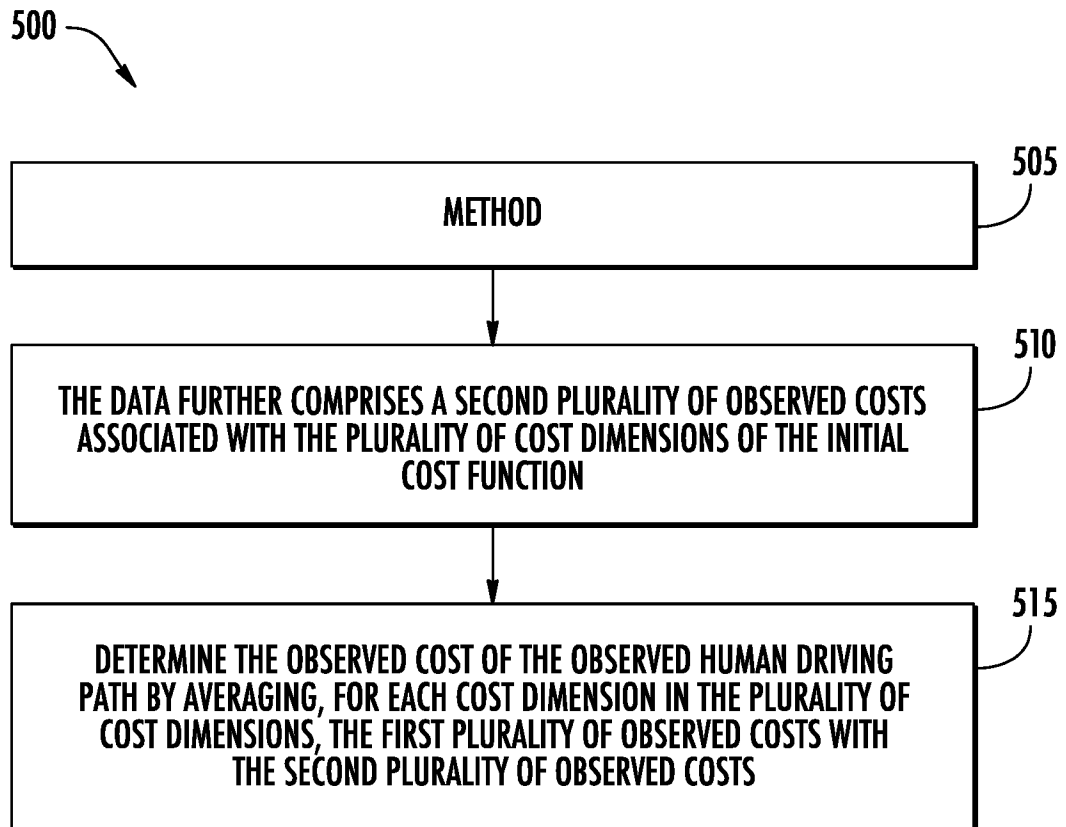 500
505
METHOD
510
THE DATA FURTHER COMPRISES A SECOND PLURALITY OF OBSERVED COSTS
ASSOCIATED WITH THE PLURALITY OF COST DIMENSIONS OF THE INITIAL
COST FUNCTION
515
DETERMINE THE OBSERVED COST OF THE OBSERVED HUMAN DRIVING
PATH BY AVERAGING, FOR EACH COST DIMENSION IN THE PLURALITY OF
COST DIMENSIONS, THE FIRST PLURALITY OF OBSERVED COSTS WITH
THE SECOND PLURALITY OF OBSERVED COSTS